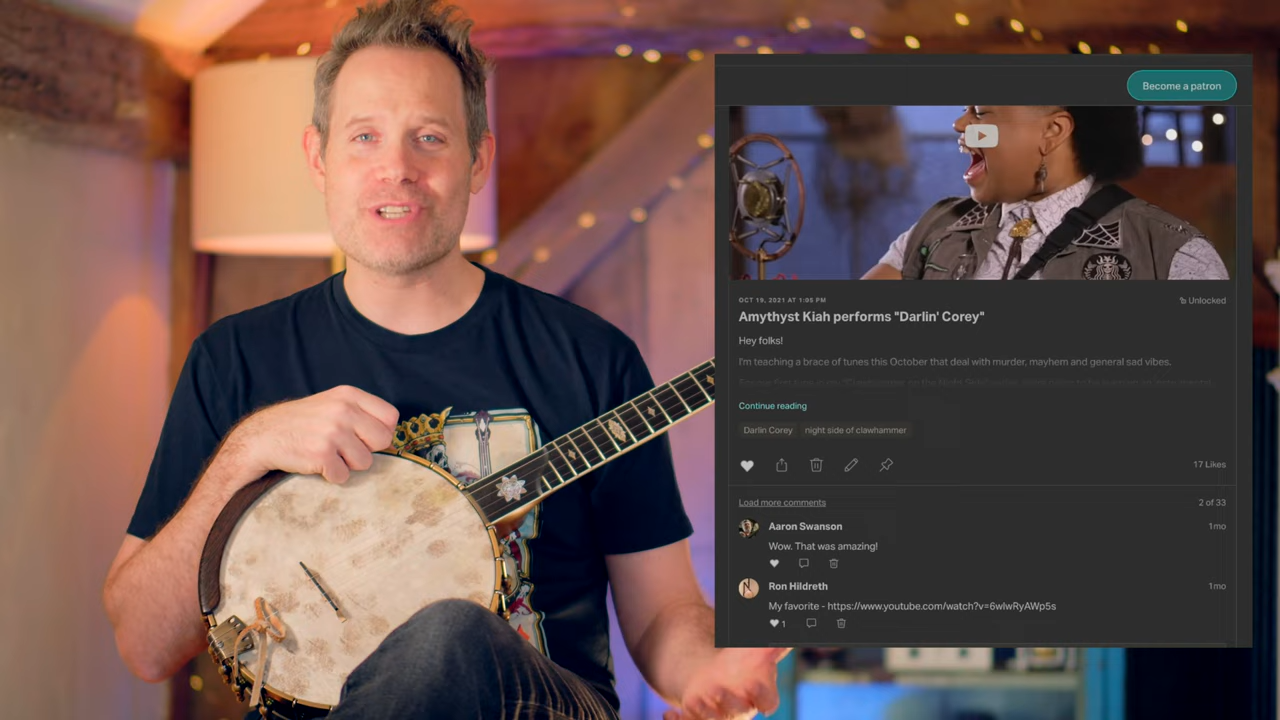 Become a patron
OCT 19, 2021 AT 1:05 PM
Unlocked
Amythyst Kiah performs "Darlin' Corey"
Hey folks!
I'm teaching a brace of tunes this October that deal with murder, mayhem and general sad vibes.
Continue reading
Darlin Corey
night side of clawhammer
17 Likes
Load more comments
2 of 33
Aaron Swanson
1mo
Wow. That was amazing!
Ron Hildreth
1mo
My favorite - https://www.youtube.com/watch?v=6wlwRyAWp5s
1